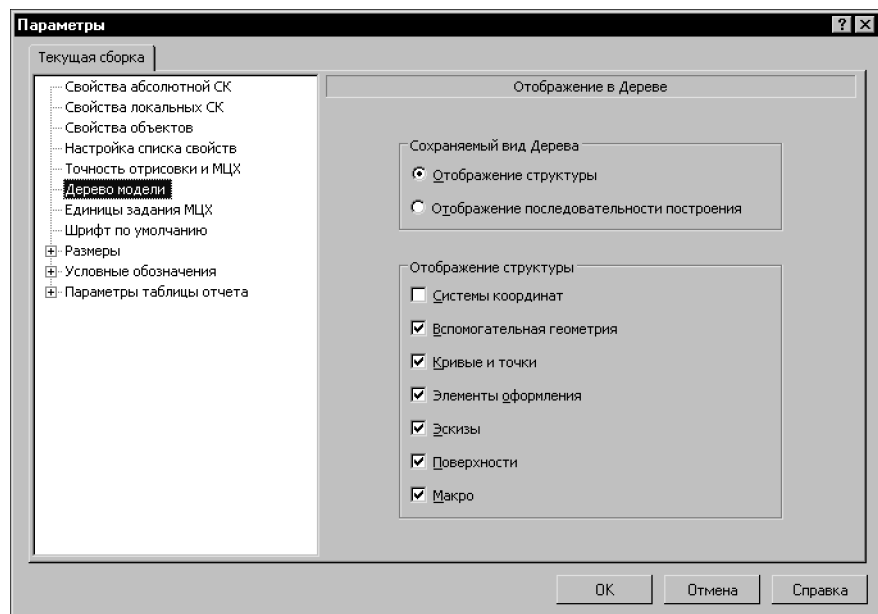 Параметры
Текущая сборка
Свойства абсолютной СК
Свойства локальных СК
Свойства объектов
Настройка списка свойств
Точность отрисовки и МЦХ
Дерево модели
Единицы задания МЦХ
Шрифт по умолчанию
Размеры
Условные обозначения
Параметры таблицы отчета
Отображение в Дереве
Сохраняемый вид Дерева
Отображение структуры
Отображение последовательности построения
Отображение структуры
Системы координат
Вспомогательная геометрия
Кривые и точки
Элементы оформления
Эскизы
Поверхности
Макро
OK
Отмена
Справка